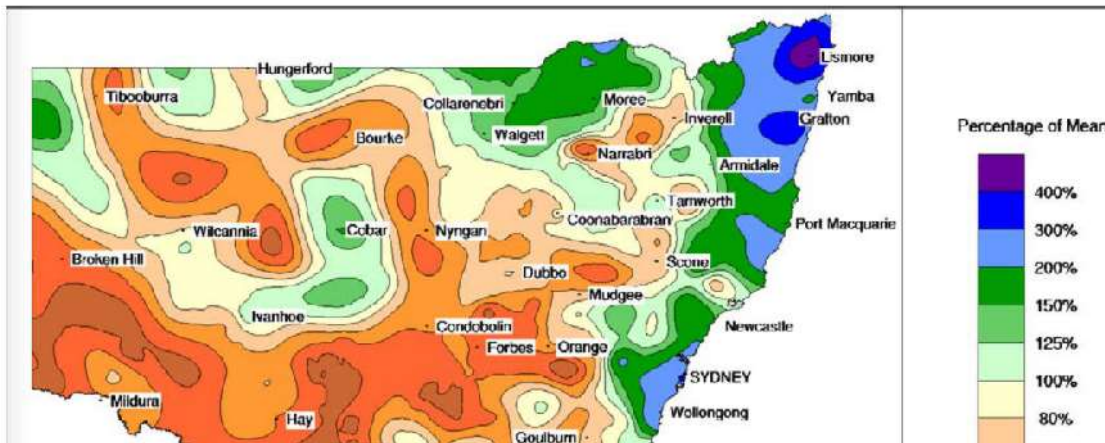 Lismore
Hungerford
Tibooburra
Collarenebri
Moree
Yamba
Inverell
Grafton
Bourke
Walgett
Percentage of Mean
Narrabri
Armidale
400%
Tamworth
Coonabarabran
Port Macquarie
Wilcannia
Cobar
Nyngan
300%
Broken Hill
Scone
Dubbo
200%
Mudgee
150%
Ivanhoe
Condobolin
Newcastle
125%
Forbes
Orange
SYDNEY
100%
Mildura
Wollongong
Hay
80%
Goulburn